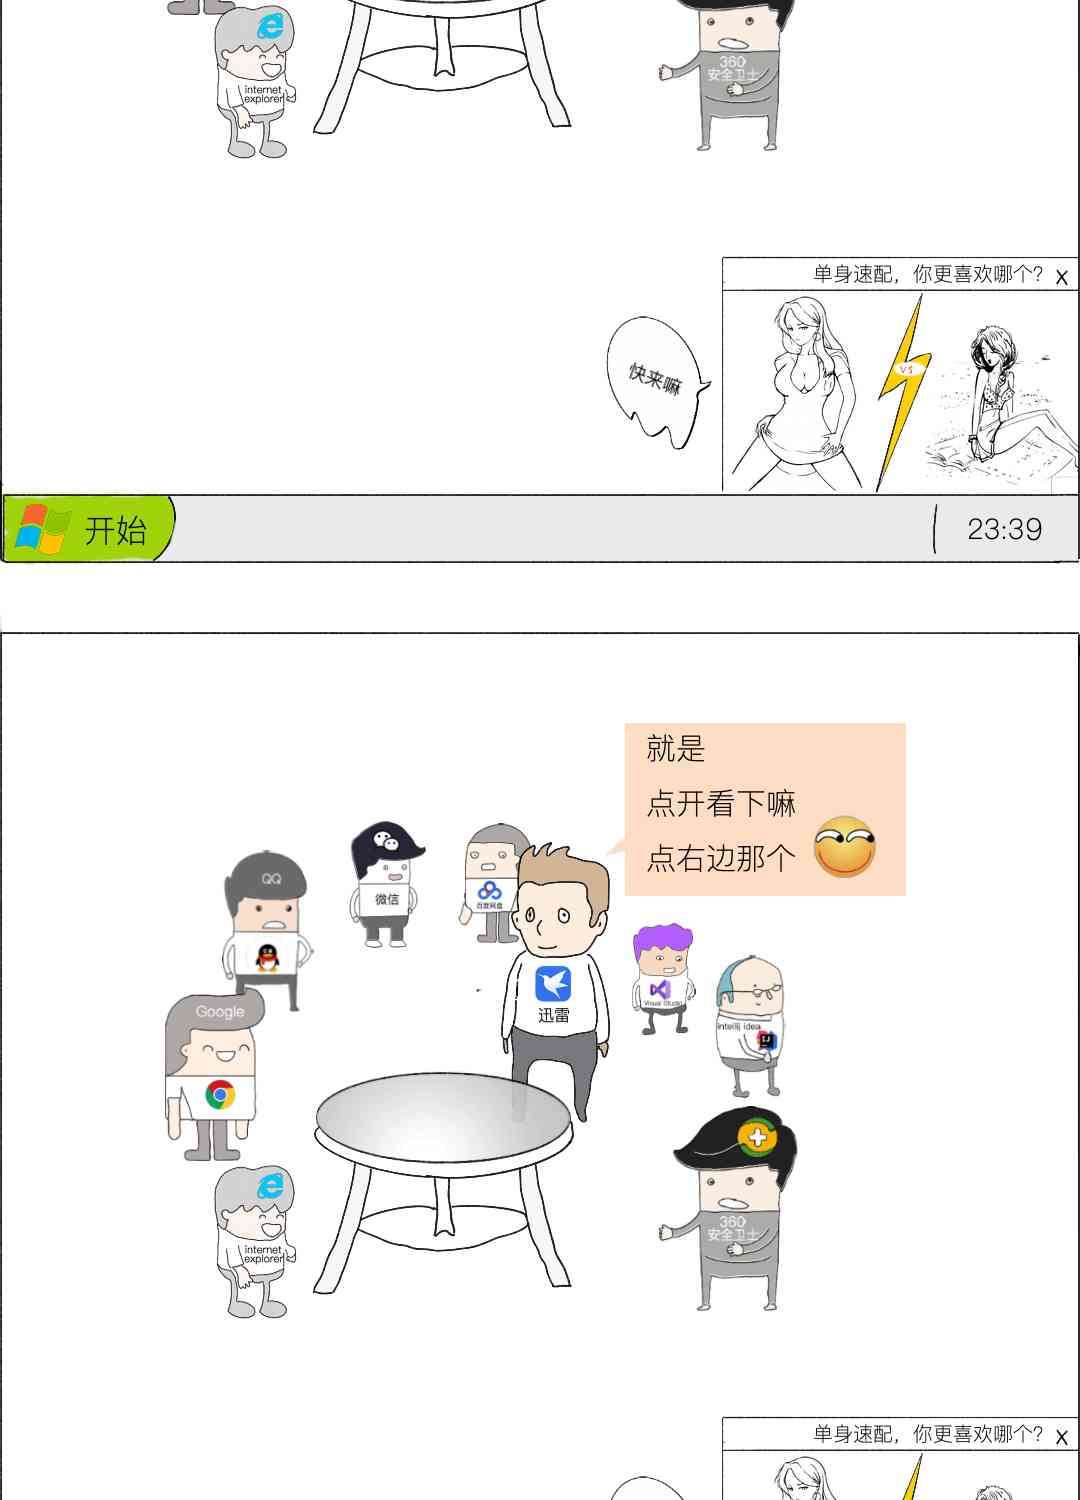 internet
explorer
360
安全卫士
单身速配，你更喜欢哪个？ X
VS
快来嘛
开始
23:39
就是
点开看下嘛
点右边那个
QQ
微信
百度网盘
Google
迅雷
Visual Studio
intellij idea
IJ
internet
explorer
360
安全卫士
单身速配，你更喜欢哪个？ X